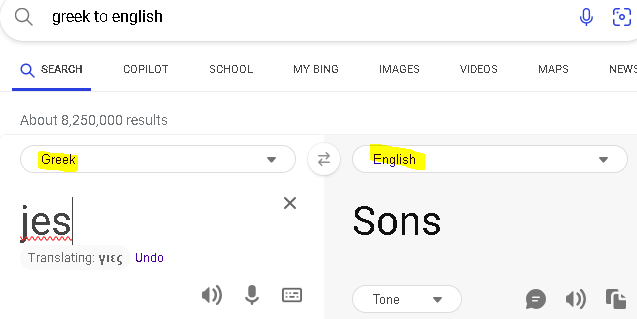 greek to english
SEARCH COPILOT SCHOOL MY BING IMAGES VIDEOS MAPS NEWS
About 8,250,000 results
Greek English
jes Sons
Translating: γιες Undo
Tone